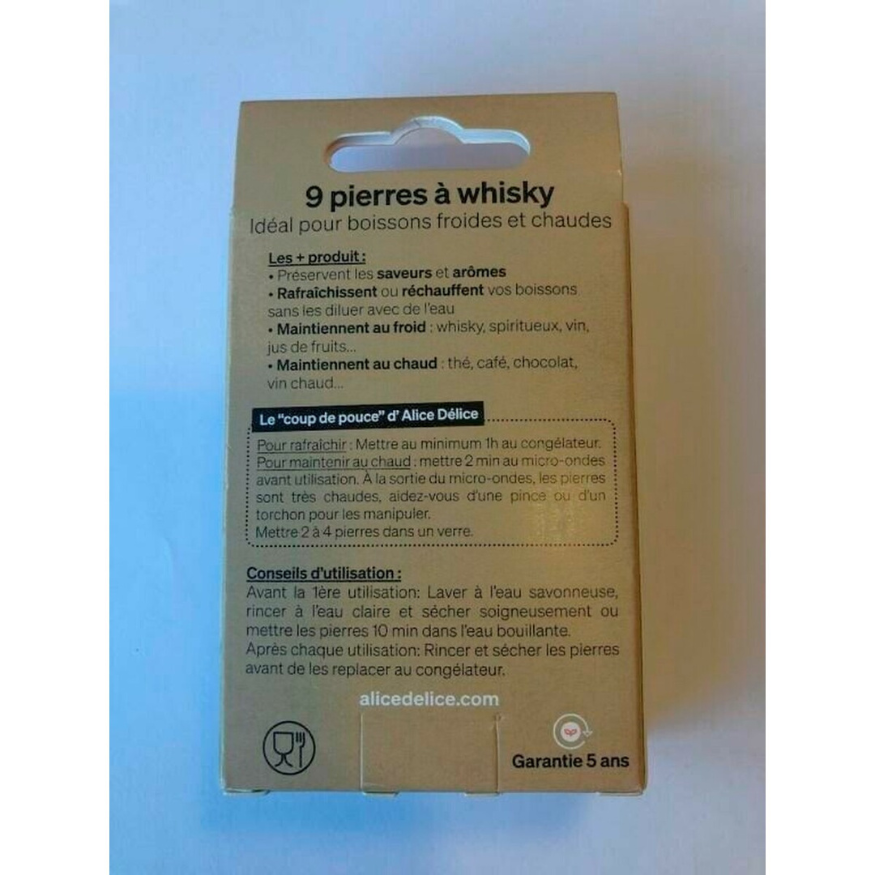 9 pierres à whisky
Idéal pour boissons froides et chaudes
Les + produit :
• Préservent les saveurs et arômes
• Rafraîchissent ou réchauffent vos boissons
sans les diluer avec de l'eau
• Maintiennent au froid : whisky, spiritueux, vin,
jus de fruits...
• Maintiennent au chaud : thé, café, chocolat,
vin chaud...
Le "coup de pouce" d'Alice Délice
Pour rafraîchir : Mettre au minimum 1h au congélateur.
Pour maintenir au chaud : mettre 2 min au micro-ondes
avant utilisation. À la sortie du micro-ondes, les pierres
sont très chaudes, aidez-vous d'une pince ou d'un
torchon pour les manipuler.
Mettre 2 à 4 pierres dans un verre.
Conseils d'utilisation :
Avant la 1ère utilisation: Laver à l'eau savonneuse,
rincer à l'eau claire et sécher soigneusement ou
mettre les pierres 10 min dans l'eau bouillante.
Après chaque utilisation: Rincer et sécher les pierres
avant de les replacer au congélateur.
alicedelice.com
Garantie 5 ans